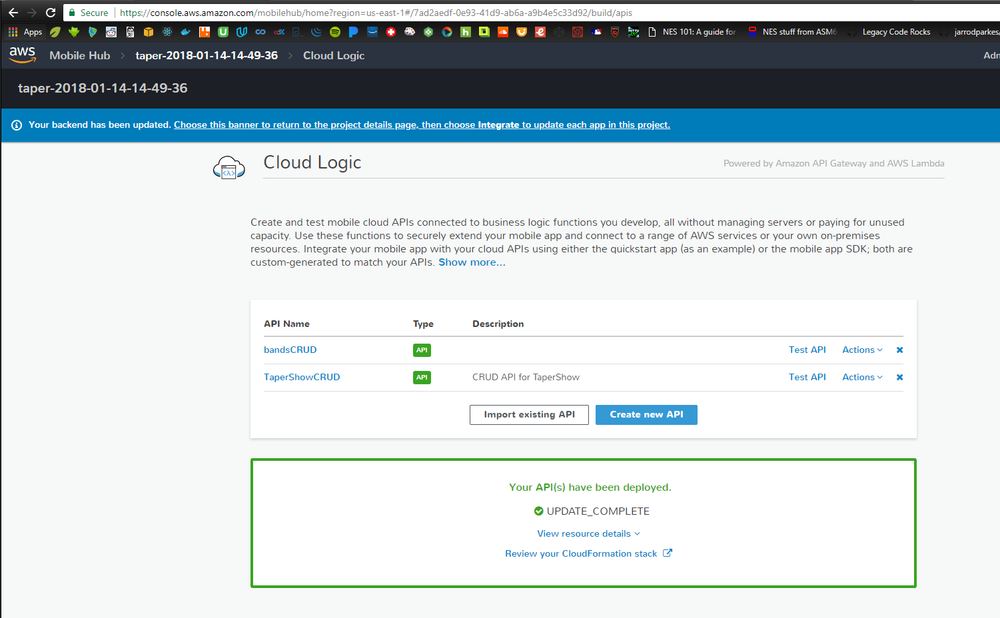 Secure https://console.aws.amazon.com/mobilehub/home?region=us-east-1#/7ad2aedf-0e93-41d9-ab6a-a9b4e5c33d92/build/apis
Apps NES 101: A guide for NES stuff from ASM6 Legacy Code Rocks jarrodparkes/
aws Mobile Hub > taper-2018-01-14-14-49-36 > Cloud Logic Adn
taper-2018-01-14-14-49-36
Your backend has been updated. Choose this banner to return to the project details page, then choose Integrate to update each app in this project.
Cloud Logic Powered by Amazon API Gateway and AWS Lambda
Create and test mobile cloud APIs connected to business logic functions you develop, all without managing servers or paying for unused
capacity. Use these functions to securely extend your mobile app and connect to a range of AWS services or your own on-premises
resources. Integrate your mobile app with your cloud APIs using either the quickstart app (as an example) or the mobile app SDK; both are
custom-generated to match your APIs. Show more...
API Name Type Description
bandsCRUD API Test API Actions
TaperShowCRUD API CRUD API for TaperShow Test API Actions
Import existing API Create new API
Your API(s) have been deployed.
UPDATE_COMPLETE
View resource details
Review your CloudFormation stack